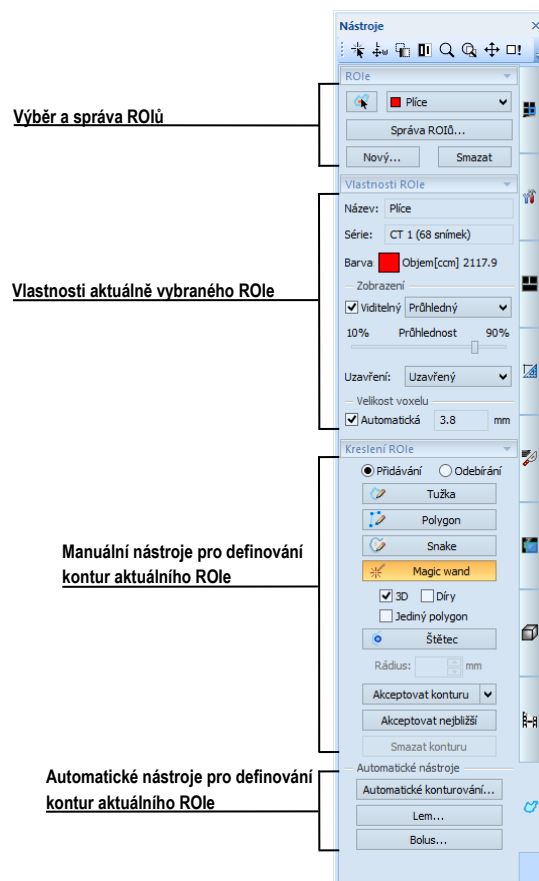 Nástroje
ROIe
Plíce
Správa ROIů...
Nový...
Smazat
Výběr a správa ROIů
Vlastnosti ROIe
Název: Plíce
Série: CT 1 (68 snímek)
Barva Objem[ccm] 2117.9
Zobrazení
Viditelný Průhledný
10% Průhlednost 90%
Uzavření: Uzavřený
Velikost voxelu
Automatická 3.8 mm
Vlastnosti aktuálně vybraného ROIe
Kreslení ROIe
Přidávání Odebírání
Tužka
Polygon
Snake
Magic wand
3D Díry
Jediný polygon
Štětec
Rádius: mm
Akceptovat konturu
Akceptovat nejbližší
Smazat konturu
Manuální nástroje pro definování
kontur aktuálního ROIe
Automatické nástroje
Automatické konturování...
Lem...
Bolus...
Automatické nástroje pro definování
kontur aktuálního ROIe